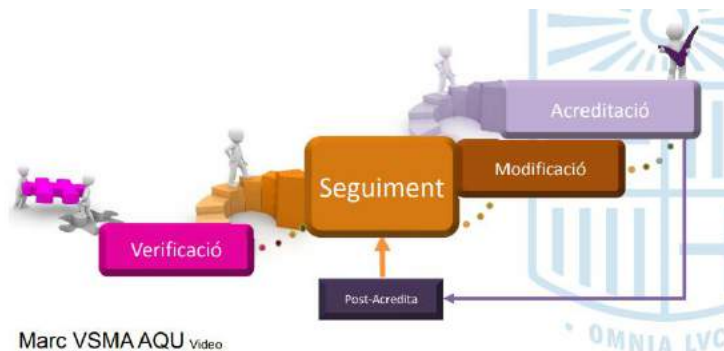 Acreditació
Modificació
Seguiment
Verificació
Post-Acredita
Marc VSMA AQU Video
OMNIA LVC